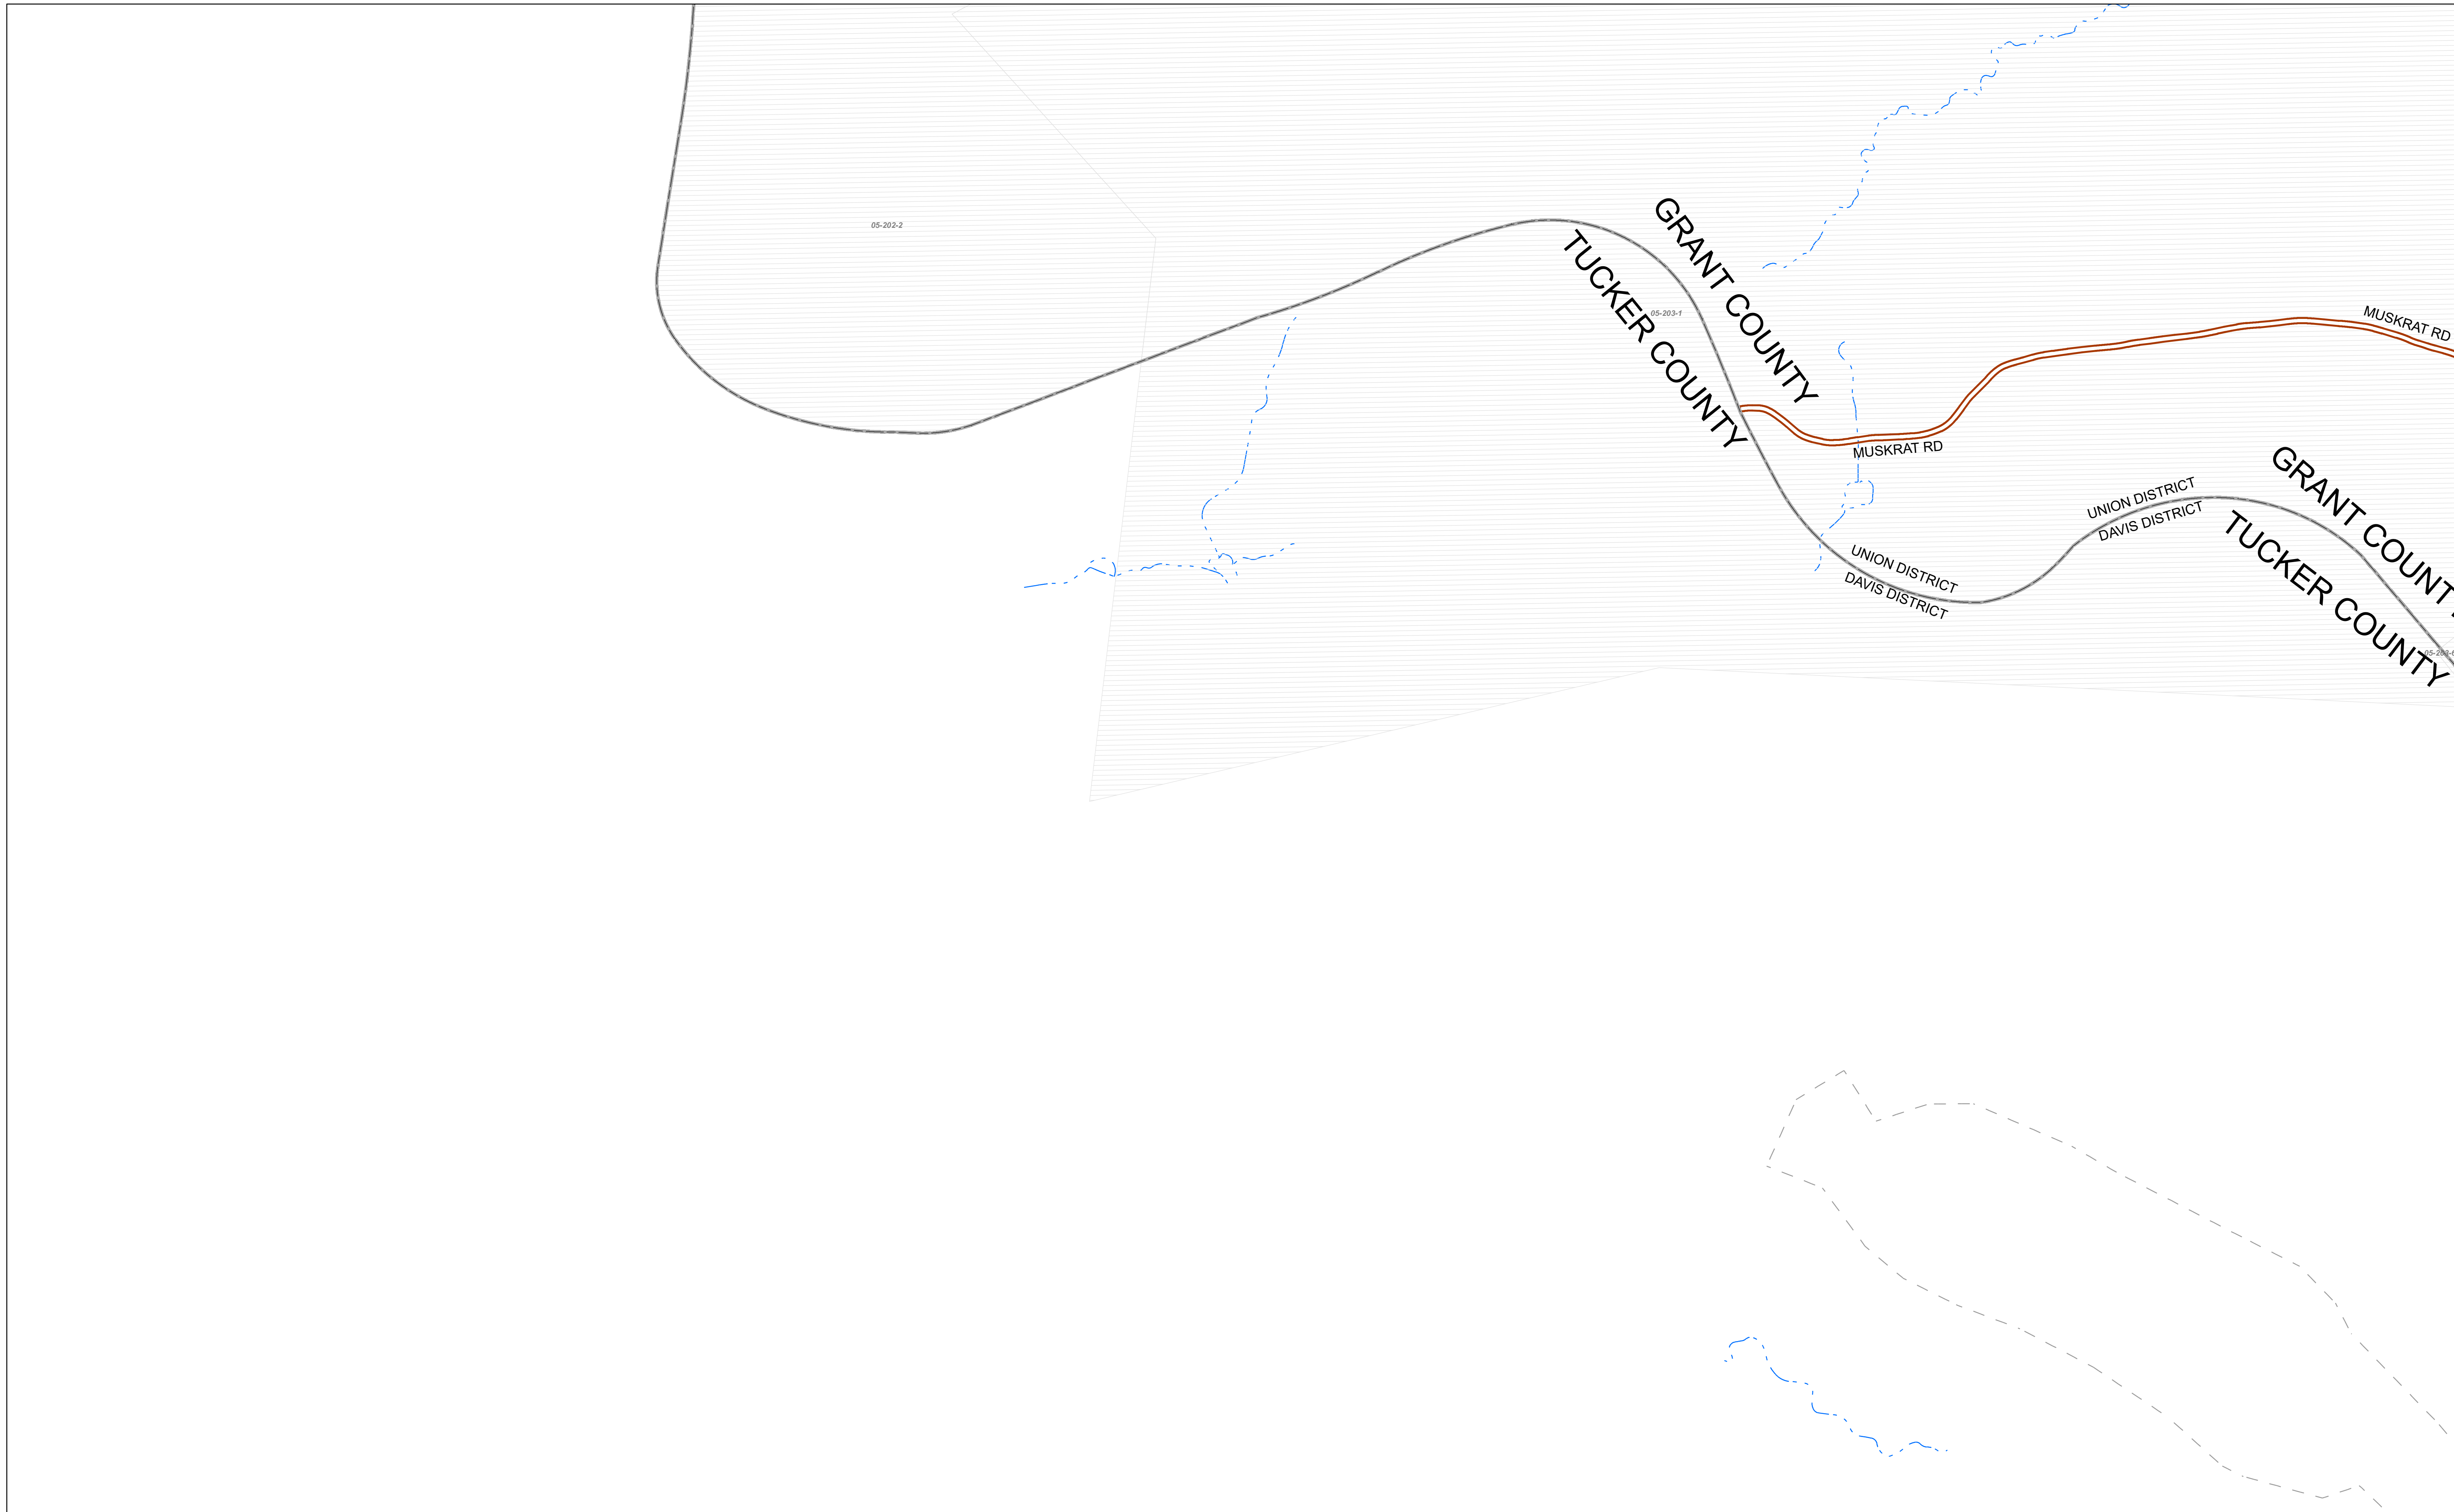 05-202-2
GRANT COUNTY
TUCKER COUNTY
05-203-1
MUSKRAT RD
MUSKRAT RD
GRANT COUNTY
UNION DISTRICT
DAVIS DISTRICT
TUCKER COUNTY
UNION DISTRICT
DAVIS DISTRICT